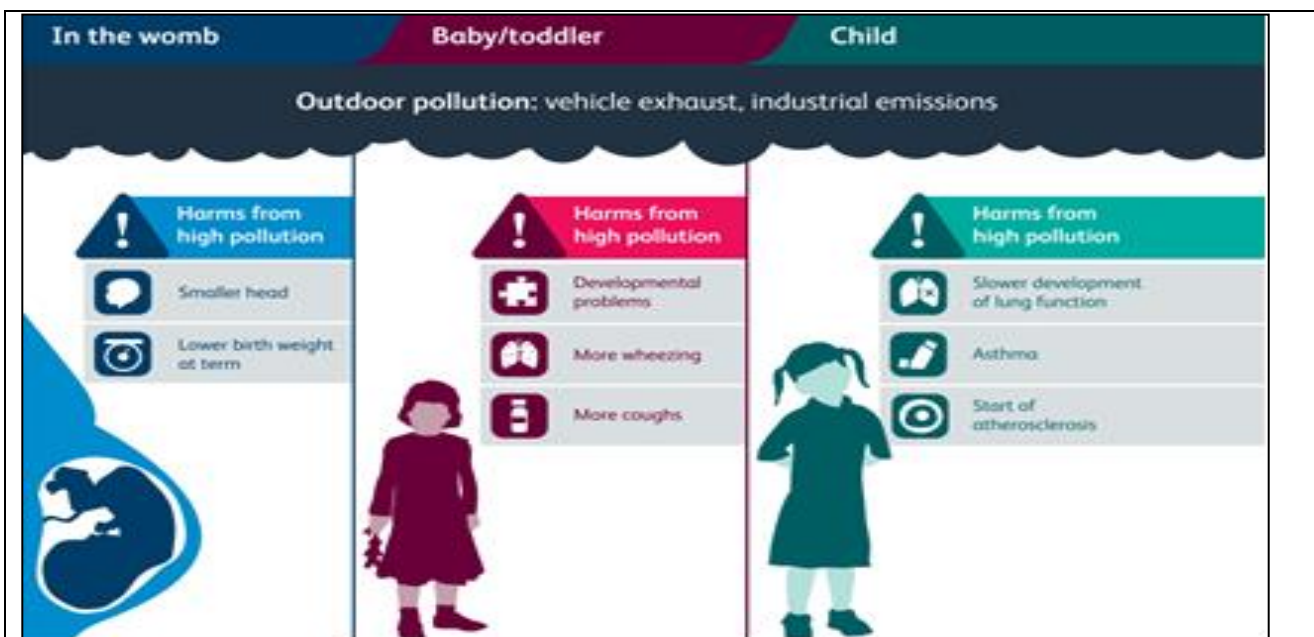 In the womb
Baby/toddler
Child
Outdoor pollution: vehicle exhaust, industrial emissions
!
Harms from
high pollution
Smaller head
Lower birth weight
at term
!
Harms from
high pollution
Developmental
problems
More wheezing
More coughs
!
Harms from
high pollution
Slower development
of lung function
Asthma
Start of
atherosclerosis